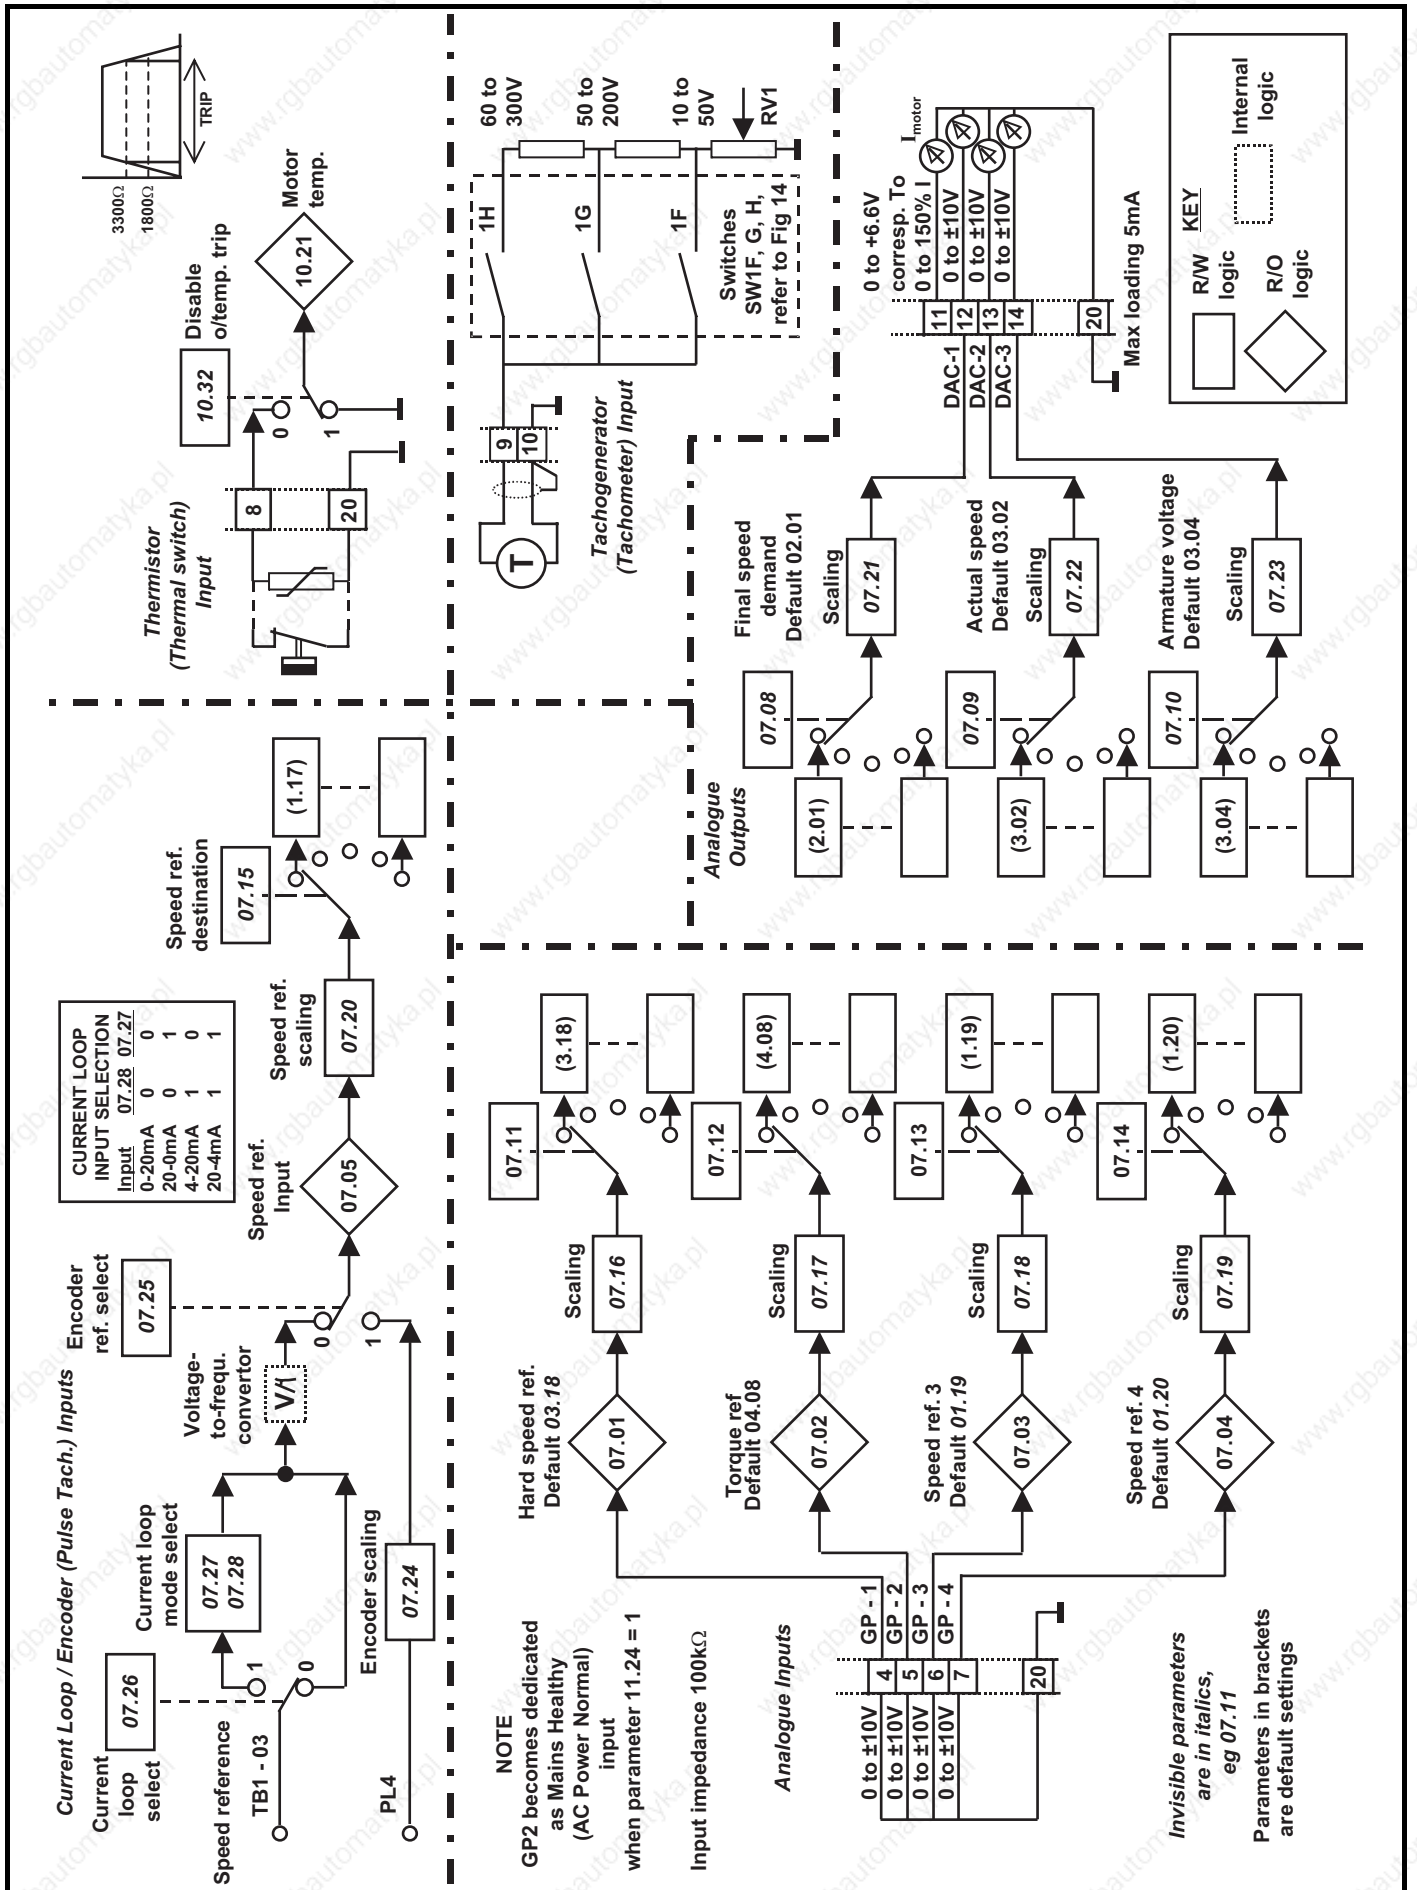 Current Loop / Encoder (Pulse Tach.) Inputs
Current
loop
select
07.26
Speed reference
TB1 - 03
1
0
Current loop
mode select
07.27
07.28
PL4
Encoder scaling
07.24
Voltage-
to-frequ.
convertor
V/f
Encoder
ref. select
07.25
0
1
Speed ref.
Input
07.05
CURRENT LOOP
INPUT SELECTION
Input 07.28 07.27
0-20mA 0 0
20-0mA 0 1
4-20mA 1 0
20-4mA 1 1
Speed ref.
scaling
07.20
Speed ref.
destination
07.15
(1.17)
Thermistor
(Thermal switch)
Input
8
20
10.32
Disable
o/temp. trip
0
1
10.21
Motor
temp.
3300Ω
1800Ω
TRIP
NOTE
GP2 becomes dedicated
as Mains Healthy
(AC Power Normal)
input
when parameter 11.24 = 1
Input impedance 100kΩ
Analogue Inputs
0 to ±10V 4 GP - 1
0 to ±10V 5 GP - 2
0 to ±10V 6 GP - 3
0 to ±10V 7 GP - 4
20
Invisible parameters
are in italics,
eg 07.11
Parameters in brackets
are default settings
Hard speed ref.
Default 03.18
07.01
Scaling
07.16
07.11
(3.18)
Torque ref
Default 04.08
07.02
Scaling
07.17
07.12
(4.08)
Speed ref. 3
Default 01.19
07.03
Scaling
07.18
07.13
(1.19)
Speed ref. 4
Default 01.20
07.04
Scaling
07.19
07.14
(1.20)
Tachogenerator
(Tachometer) Input
T
9
10
1H
1G
1F
Switches
SW1F, G, H,
refer to Fig 14
60 to
300V
50 to
200V
10 to
50V
RV1
Analogue
Outputs
(2.01)
07.08
Final speed
demand
Default 02.01
Scaling
07.21
(3.02)
07.09
Actual speed
Default 03.02
Scaling
07.22
(3.04)
07.10
Armature voltage
Default 03.04
Scaling
07.23
DAC-1
DAC-2
DAC-3
11
12
13
14
20
0 to +6.6V
corresp. To
0 to 150% I
0 to ±10V
0 to ±10V
0 to ±10V
Imotor
Max loading 5mA
KEY
R/W
logic
R/O
logic
Internal
logic
www.rgbautomatyka.pl